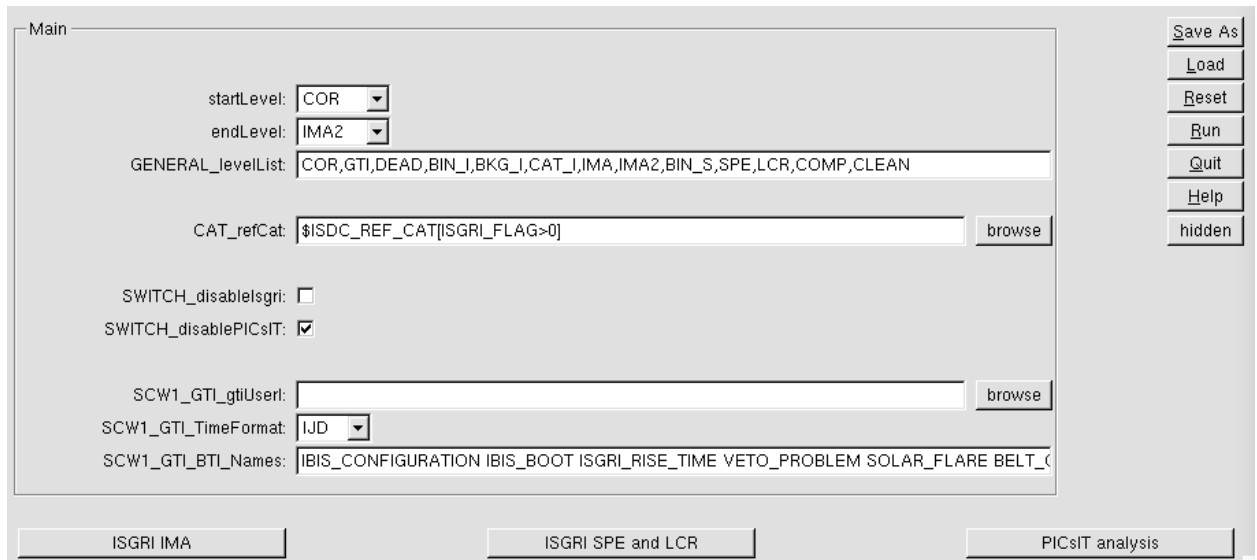 Main
Save As
Load
startLevel: COR
Reset
endLevel: IMA2
Run
GENERAL_levelList: COR,GTI,DEAD,BIN_I,BKG_I,CAT_I,IMA,IMA2,BIN_S,SPE,LCR,COMP,CLEAN
Quit
Help
CAT_refCat: $ISDC_REF_CAT[ISGRI_FLAG>0] browse
hidden
SWITCH_disableIsgri:
SWITCH_disablePICsIT:
SCW1_GTI_gtiUserI: browse
SCW1_GTI_TimeFormat: IJD
SCW1_GTI_BTI_Names: IBIS_CONFIGURATION IBIS_BOOT ISGRI_RISE_TIME VETO_PROBLEM SOLAR_FLARE
ISGRI IMA ISGRI SPE and LCR PICsIT analysis